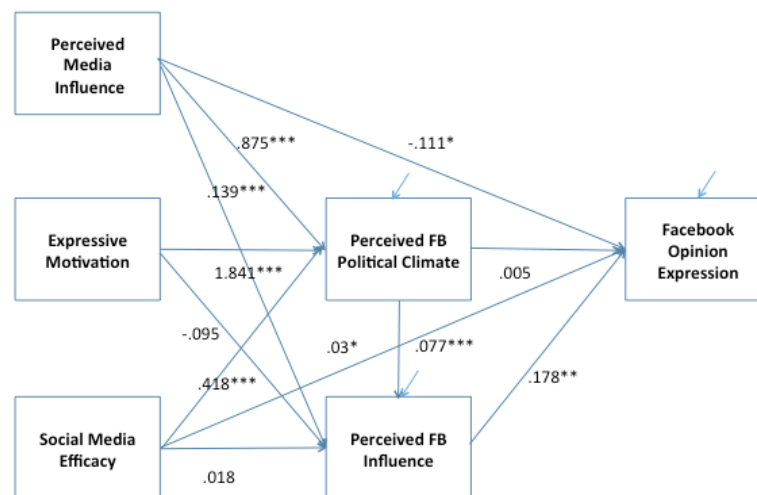 Perceived
Media
Influence
.875***
-.111*
.139***
Expressive
Motivation
Perceived FB
Political Climate
Facebook
Opinion
Expression
1.841***
.005
-.095
.03*
.077***
.418***
.178**
Social Media
Efficacy
Perceived FB
Influence
.018